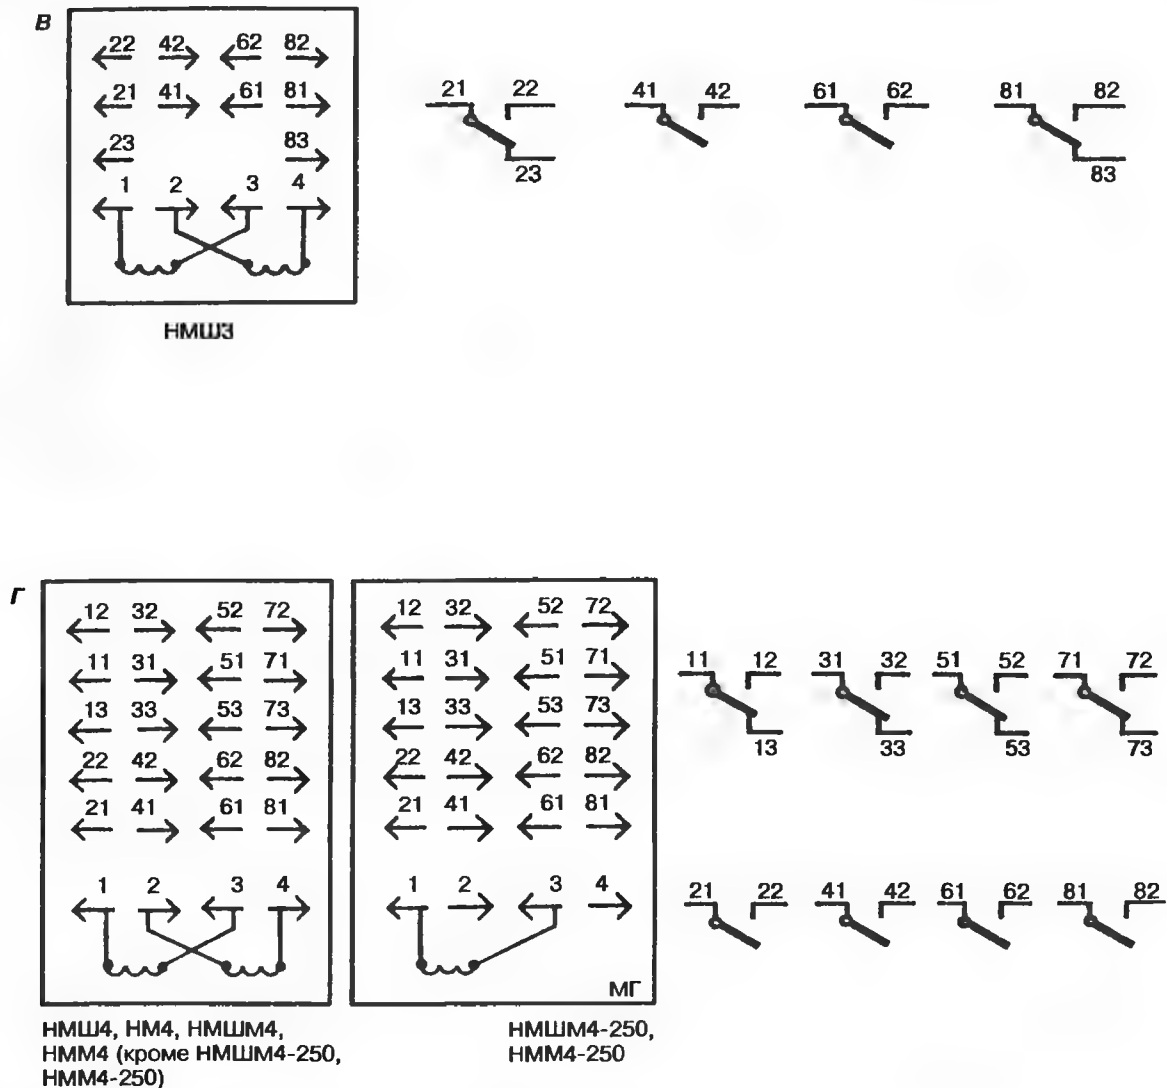 В
22 42 62 82
21 41 61 81
23 83
1 2 3 4
НМШ3
21 22 41 42 61 62 81 82
23 83
Г
12 32 52 72
11 31 51 71
13 33 53 73
22 42 62 82
21 41 61 81
1 2 3 4
НМШ4, НМ4, НМШМ4,
НММ4 (кроме НМШМ4-250,
НММ4-250)
12 32 52 72
11 31 51 71
13 33 53 73
22 42 62 82
21 41 61 81
1 2 3 4
МГ
НМШМ4-250,
НММ4-250
11 12 31 32 51 52 71 72
13 33 53 73
21 22 41 42 61 62 81 82